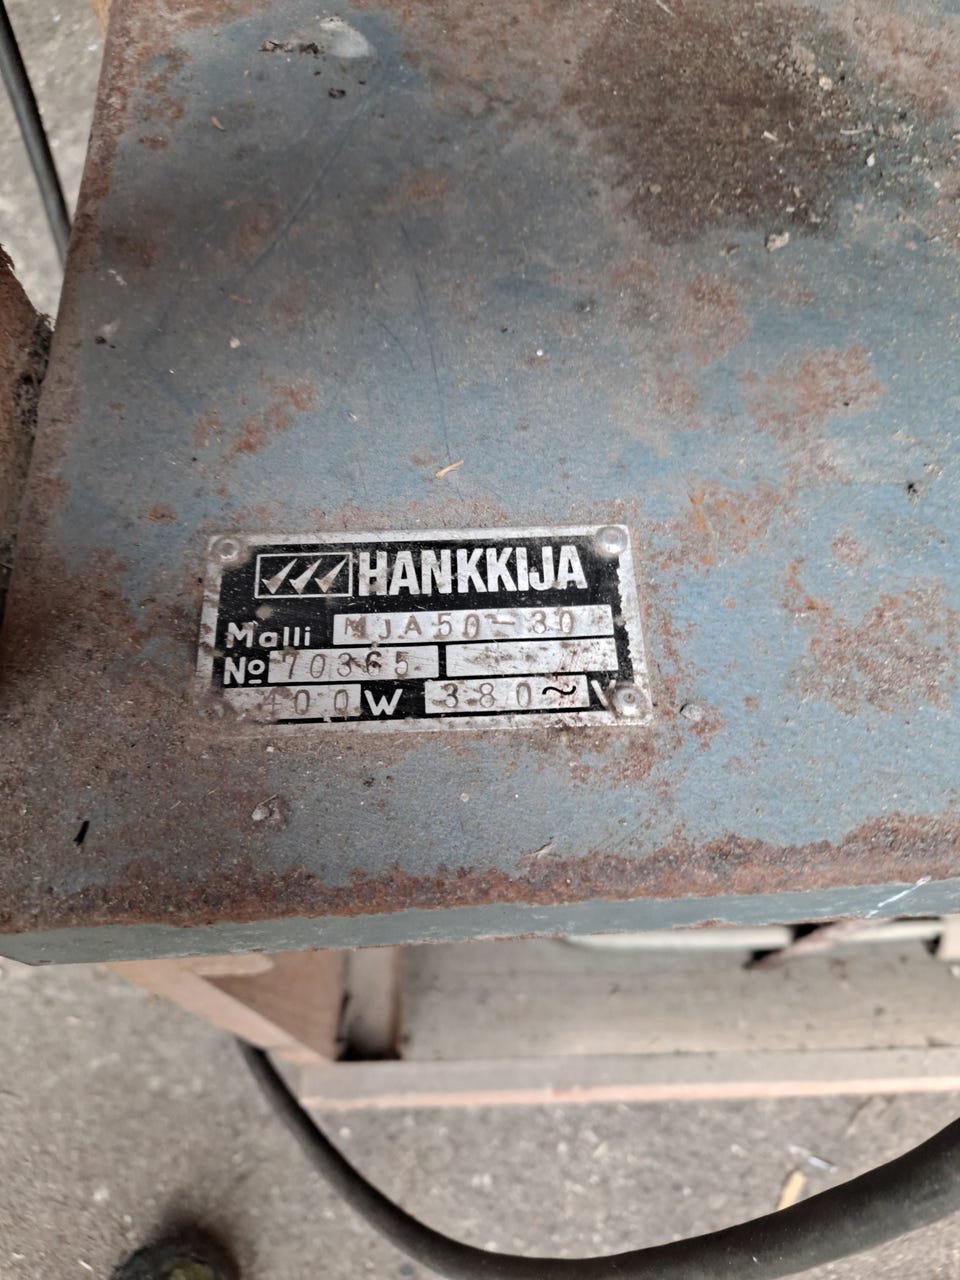 HANKKIJA
Malli MJA50-30
Nº 70365
400 W 380 ~ V